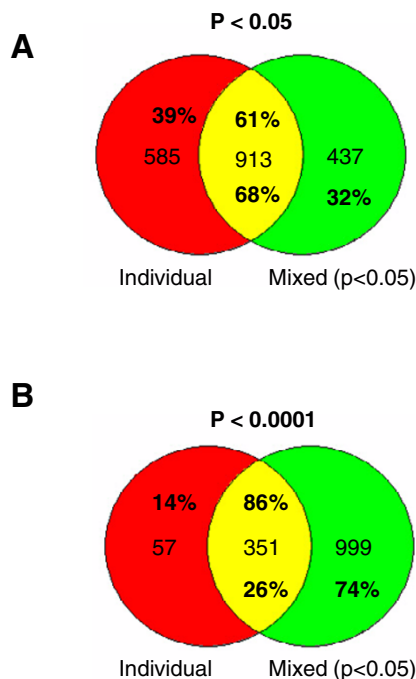 P < 0.05
A
39% 61%
585 913 437
68% 32%
Individual Mixed (p<0.05)
B
P < 0.0001
14% 86%
57 351 999
26% 74%
Individual Mixed (p<0.05)